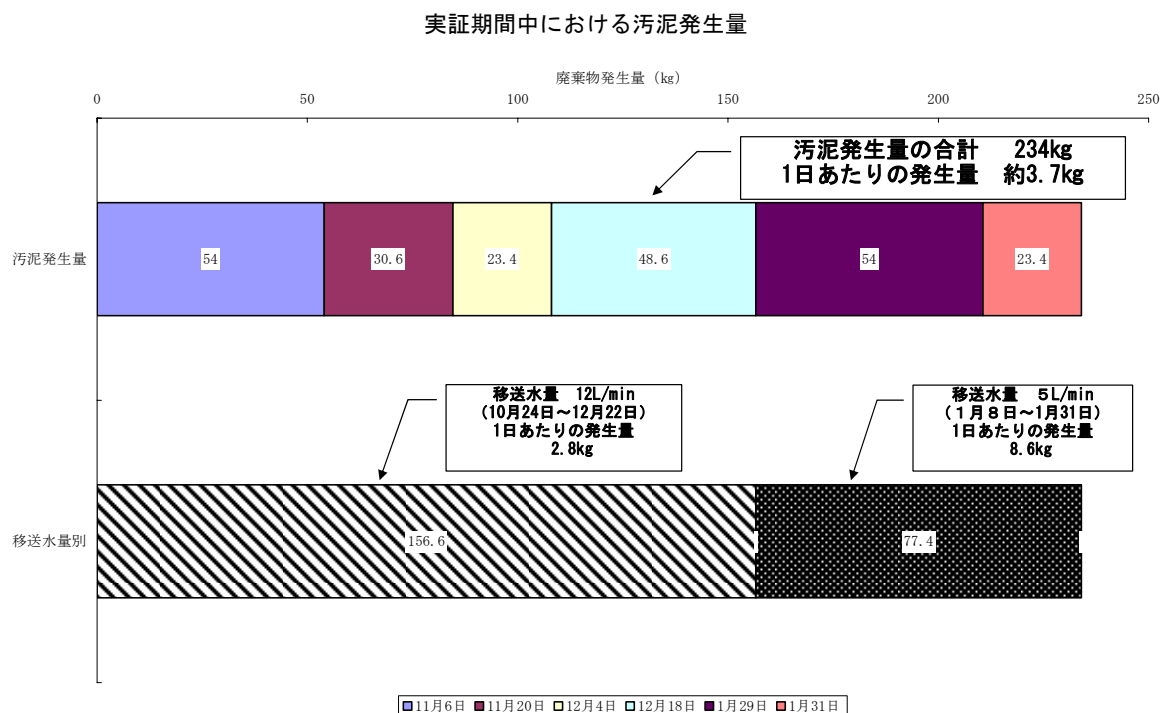 実証期間中における汚泥発生量
廃棄物発生量（kg）
0 50 100 150 200 250
汚泥発生量の合計　234kg
1日あたりの発生量　約3.7kg
汚泥発生量
54 30.6 23.4 48.6 54 23.4
移送水量　12L/min
（10月24日～12月22日）
1日あたりの発生量
2.8kg
移送水量　５L/min
（１月８日～1月31日）
1日あたりの発生量
8.6kg
移送水量別
156.6 77.4
11月6日 11月20日 12月4日 12月18日 1月29日 1月31日